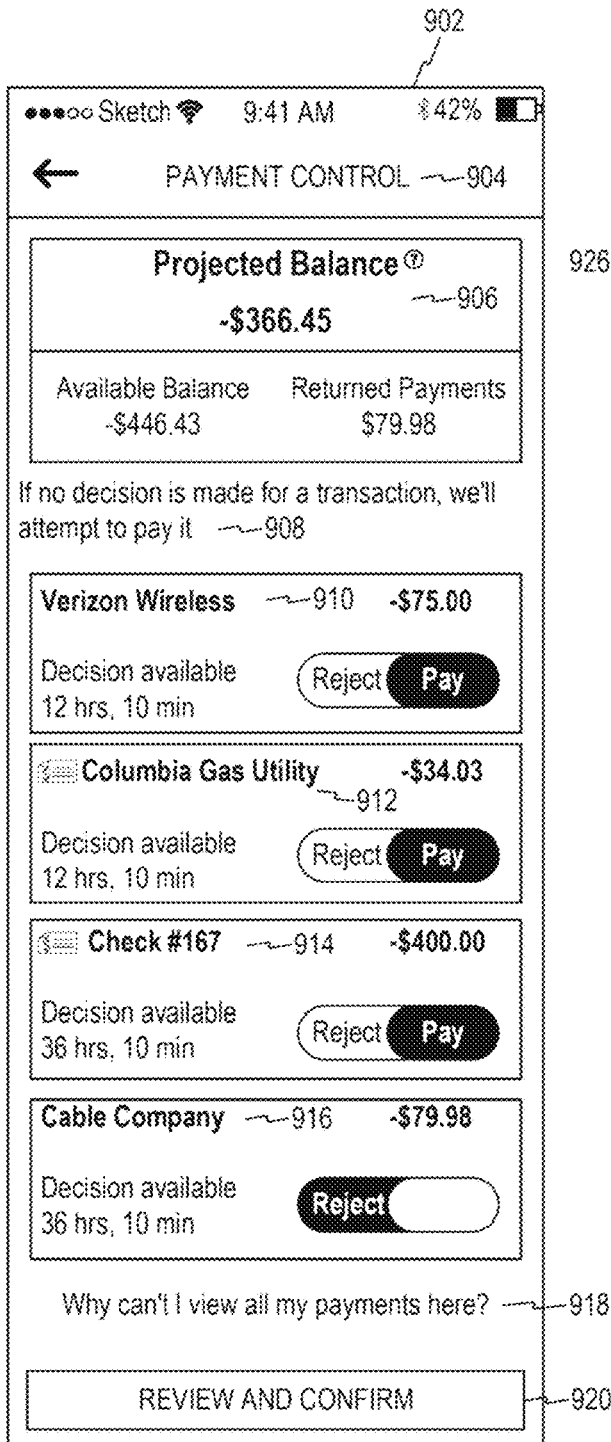 902
●●●○○ Sketch 9:41 AM 42%
← PAYMENT CONTROL 904
Projected Balance ?
926
906
-$366.45
Available Balance Returned Payments
-$446.43 $79.98
If no decision is made for a transaction, we'll
attempt to pay it 908
Verizon Wireless 910 -$75.00
Decision available
12 hrs, 10 min
Reject Pay
Columbia Gas Utility -$34.03
912
Decision available
12 hrs, 10 min
Reject Pay
Check #167 914 -$400.00
Decision available
36 hrs, 10 min
Reject Pay
Cable Company 916 -$79.98
Decision available
36 hrs, 10 min
Reject
Why can't I view all my payments here? 918
REVIEW AND CONFIRM 920